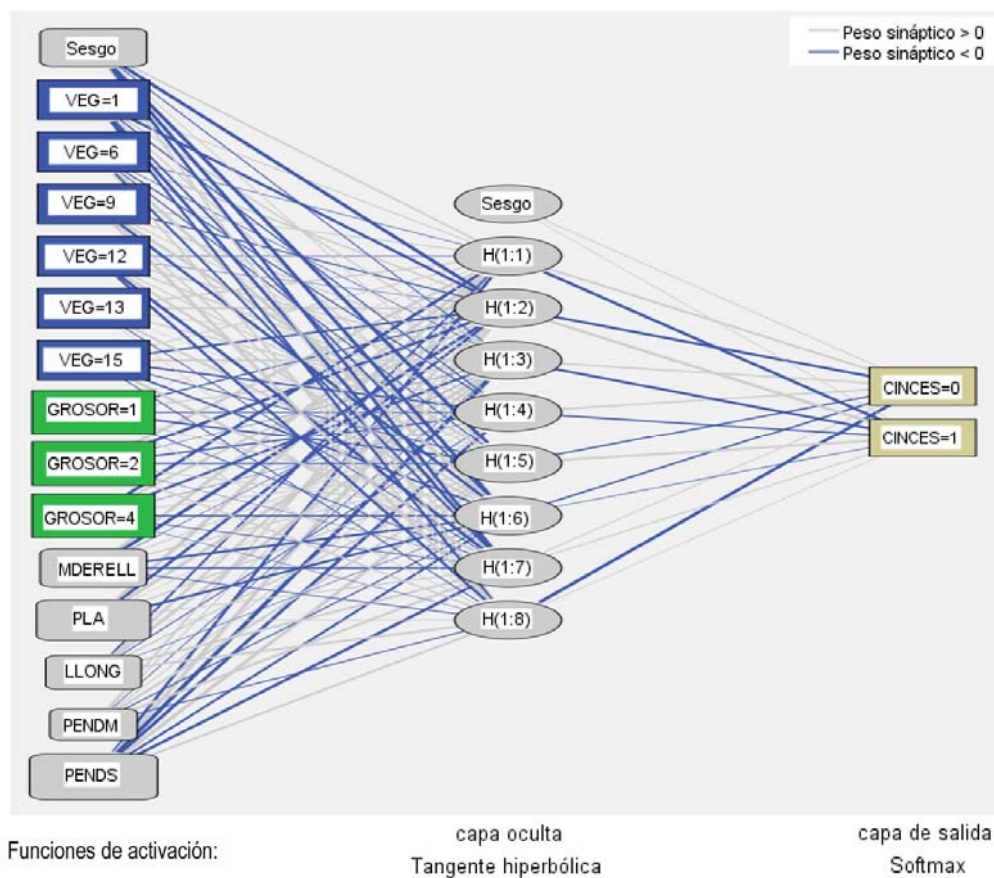 Peso sináptico > 0
Peso sináptico < 0
Sesgo
VEG=1
VEG=6
VEG=9
VEG=12
VEG=13
VEG=15
GROSOR=1
GROSOR=2
GROSOR=4
MDERELL
PLA
LLONG
PENDM
PENDS
Sesgo
H(1:1)
H(1:2)
H(1:3)
H(1:4)
H(1:5)
H(1:6)
H(1:7)
H(1:8)
CINCES=0
CINCES=1
Funciones de activación:
capa oculta
Tangente hiperbólica
capa de salida
Softmax